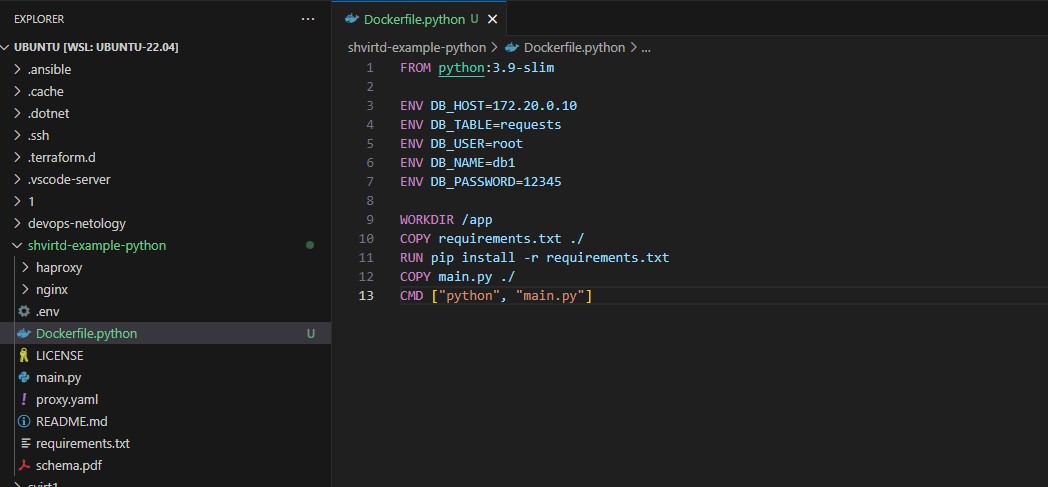 EXPLORER
UBUNTU [WSL: UBUNTU-22.04]
.ansible
.cache
.dotnet
.ssh
.terraform.d
.vscode-server
1
devops-netology
shvirtd-example-python
haproxy
nginx
.env
Dockerfile.python U
LICENSE
main.py
proxy.yaml
README.md
requirements.txt
schema.pdf
Dockerfile.python U
shvirtd-example-python > Dockerfile.python > ...
1 FROM python:3.9-slim
2
3 ENV DB_HOST=172.20.0.10
4 ENV DB_TABLE=requests
5 ENV DB_USER=root
6 ENV DB_NAME=db1
7 ENV DB_PASSWORD=12345
8
9 WORKDIR /app
10 COPY requirements.txt ./
11 RUN pip install -r requirements.txt
12 COPY main.py ./
13 CMD ["python", "main.py"]